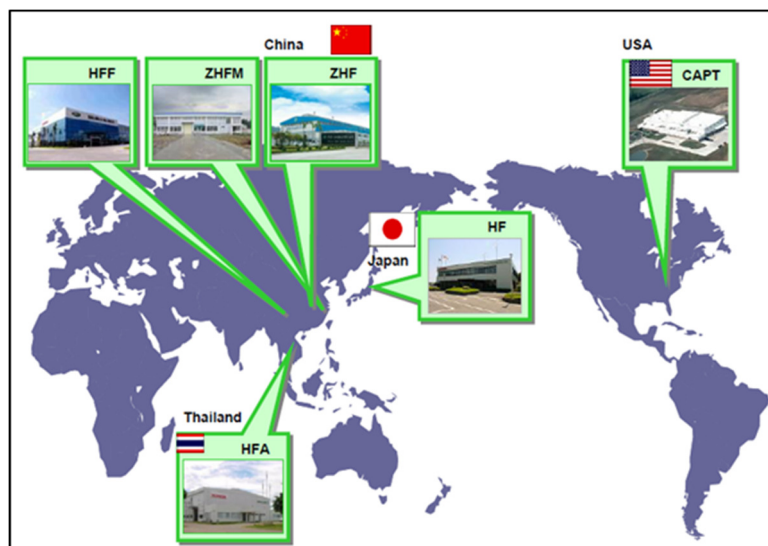 China
USA
HFF
ZHFM
ZHF
CAPT
Japan
HF
Thailand
HFA